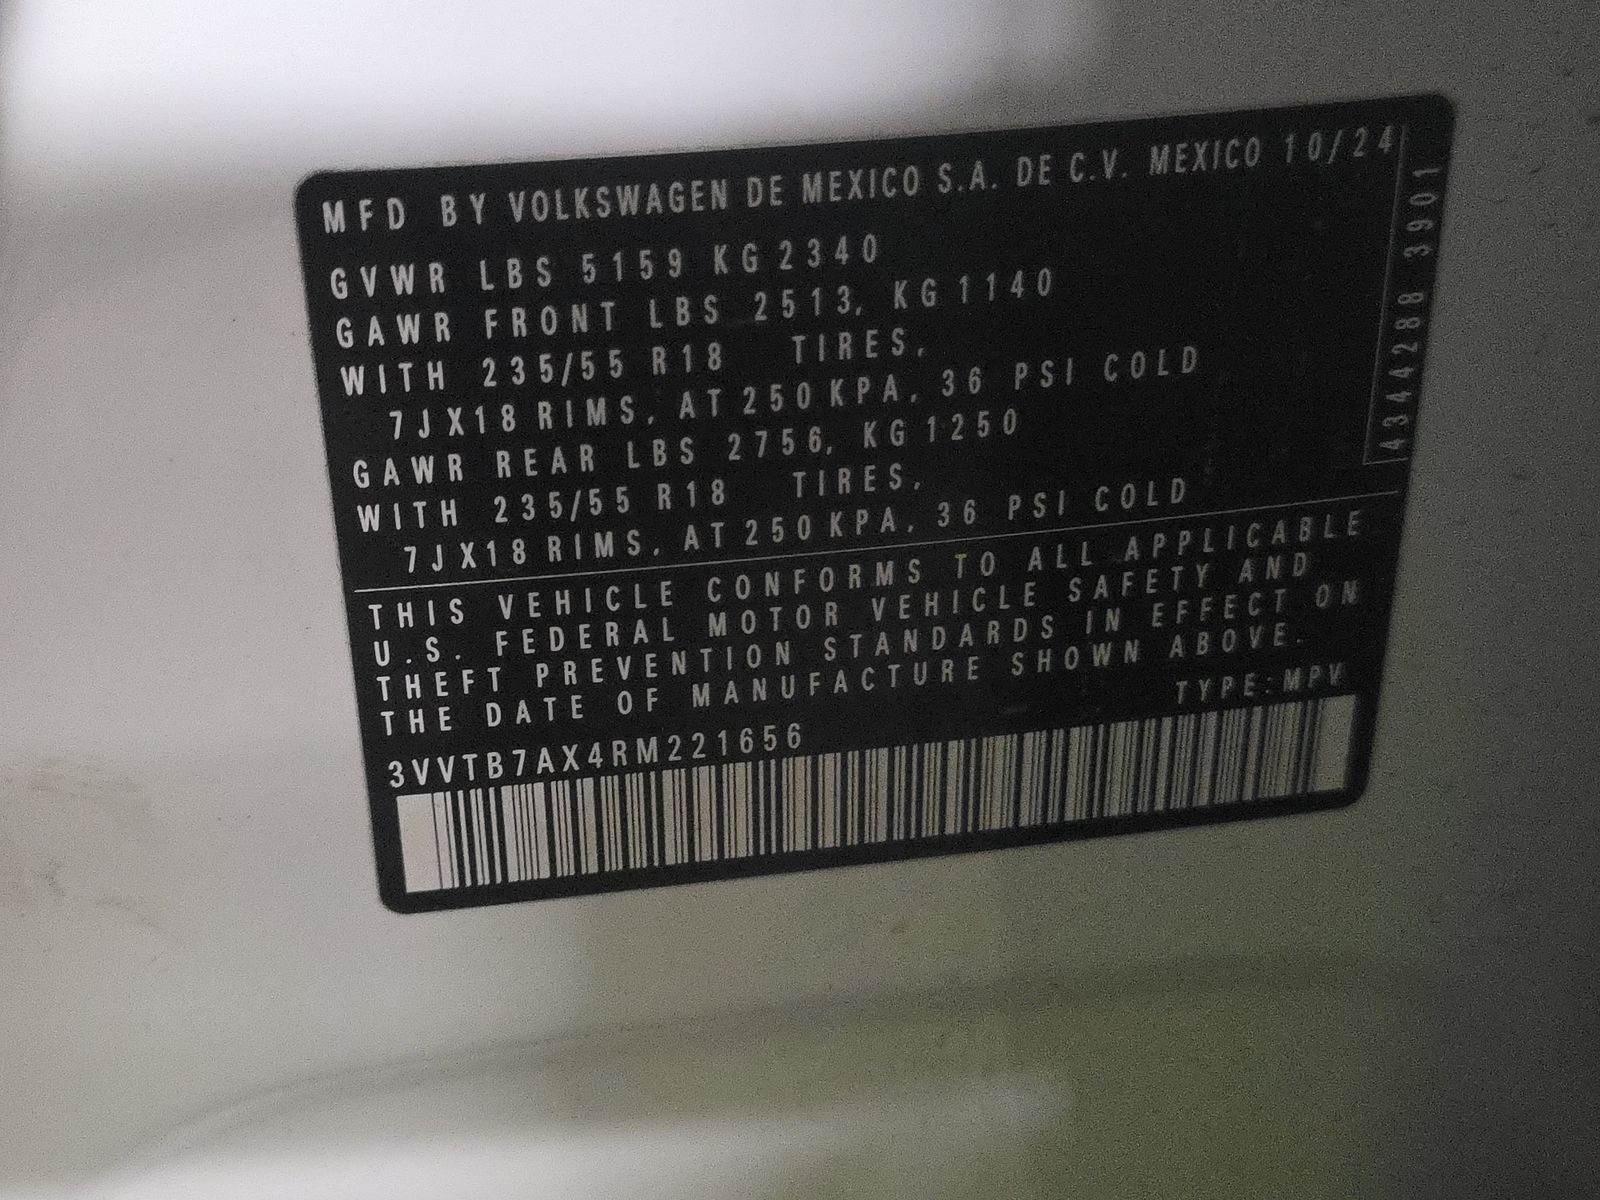 MFD BY VOLKSWAGEN DE MEXICO S.A. DE C.V. MEXICO 10/24
GVWR LBS 5159 KG 2340
GAWR FRONT LBS 2513, KG 1140
WITH 235/55 R18 TIRES,
7JX18 RIMS, AT 250 KPA, 36 PSI COLD
GAWR REAR LBS 2756, KG 1250
WITH 235/55 R18 TIRES,
7JX18 RIMS, AT 250 KPA, 36 PSI COLD
4344288 3901
THIS VEHICLE CONFORMS TO ALL APPLICABLE
U.S. FEDERAL MOTOR VEHICLE SAFETY AND
THEFT PREVENTION STANDARDS IN EFFECT ON
THE DATE OF MANUFACTURE SHOWN ABOVE.
TYPE:MPV
3VVTB7AX4RM221656